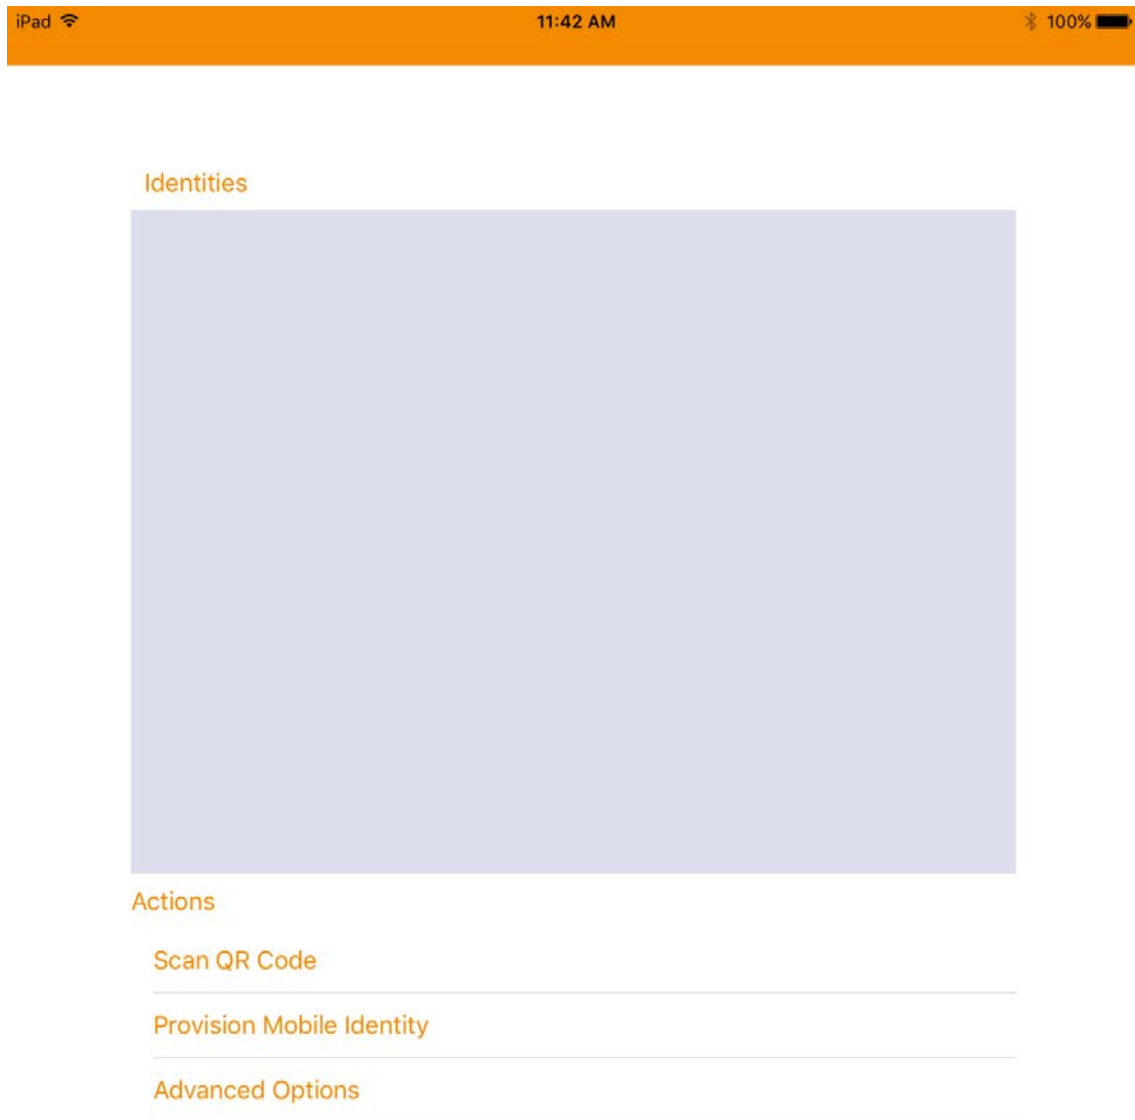 iPad 11:42 AM 100%
Identities
Actions
Scan QR Code
Provision Mobile Identity
Advanced Options